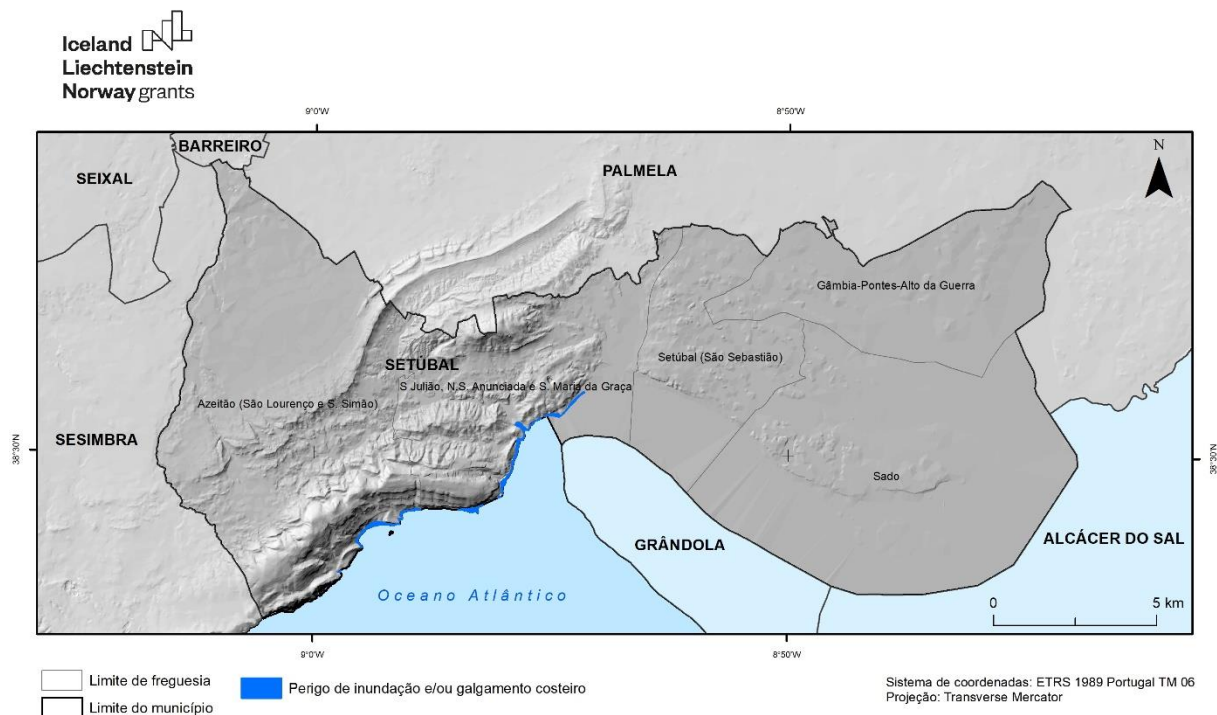 Iceland
Liechtenstein
Norway grants
9°0'W
8°50'W
BARREIRO
SEIXAL
PALMELA
N
Gâmbia-Pontes-Alto da Guerra
SETÚBAL
Setúbal (São Sebastião)
S Julião, N.S. Anunciada e S. Maria da Graça
Azeitão (São Lourenço e S. Simão)
SESIMBRA
38°30'N
38°30'N
Sado
GRÂNDOLA
ALCÁCER DO SAL
Oceano Atlântico
0
5 km
9°0'W
8°50'W
Limite de freguesia
Limite do município
Perigo de inundação e/ou galgamento costeiro
Sistema de coordenadas: ETRS 1989 Portugal TM 06
Projeção: Transverse Mercator